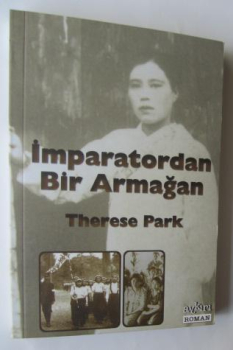 İmparatordan
Bir Armağan
Therese Park
ROMAN